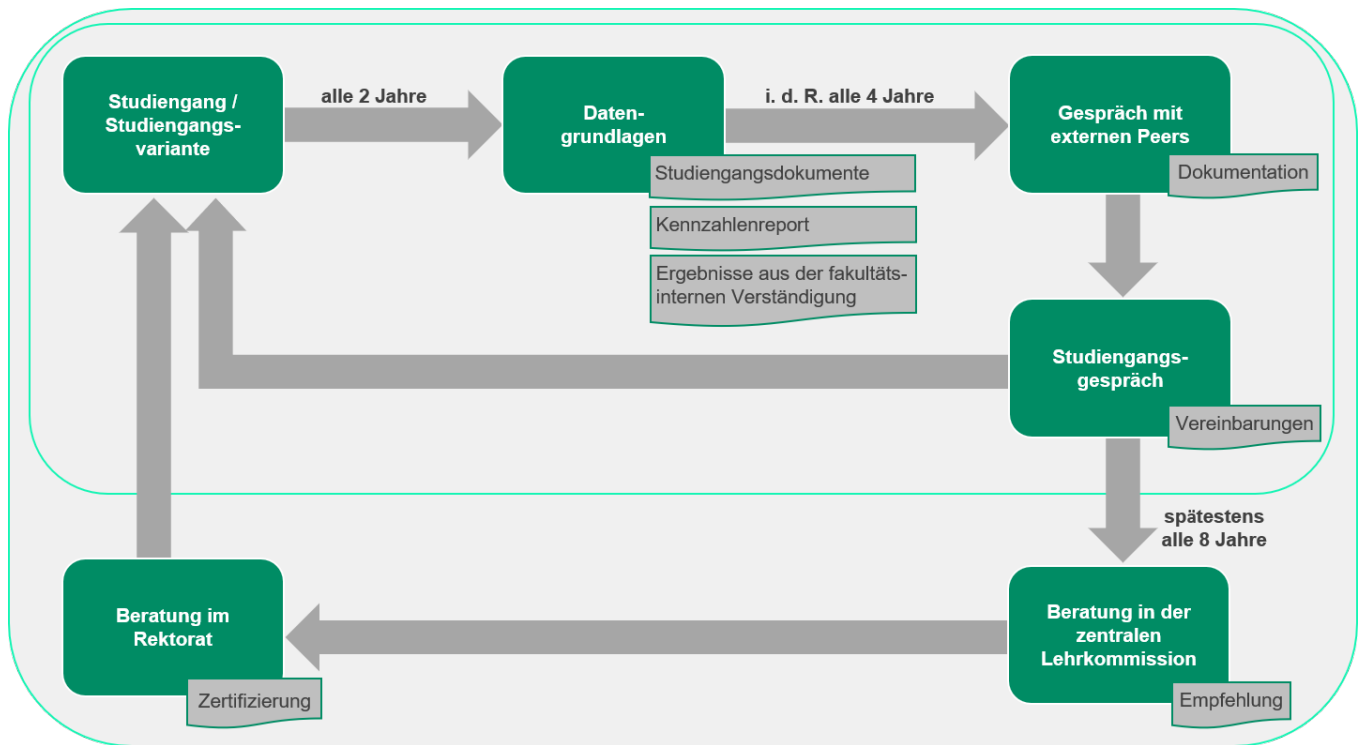 Studiengang /
Studiengangs-
variante
alle 2 Jahre
Daten-
grundlagen
Studiengangsdokumente
Kennzahlenreport
Ergebnisse aus der fakultäts-
internen Verständigung
i. d. R. alle 4 Jahre
Gespräch mit
externen Peers
Dokumentation
Studiengangs-
gespräch
Vereinbarungen
spätestens
alle 8 Jahre
Beratung in der
zentralen
Lehrkommission
Empfehlung
Beratung im
Rektorat
Zertifizierung